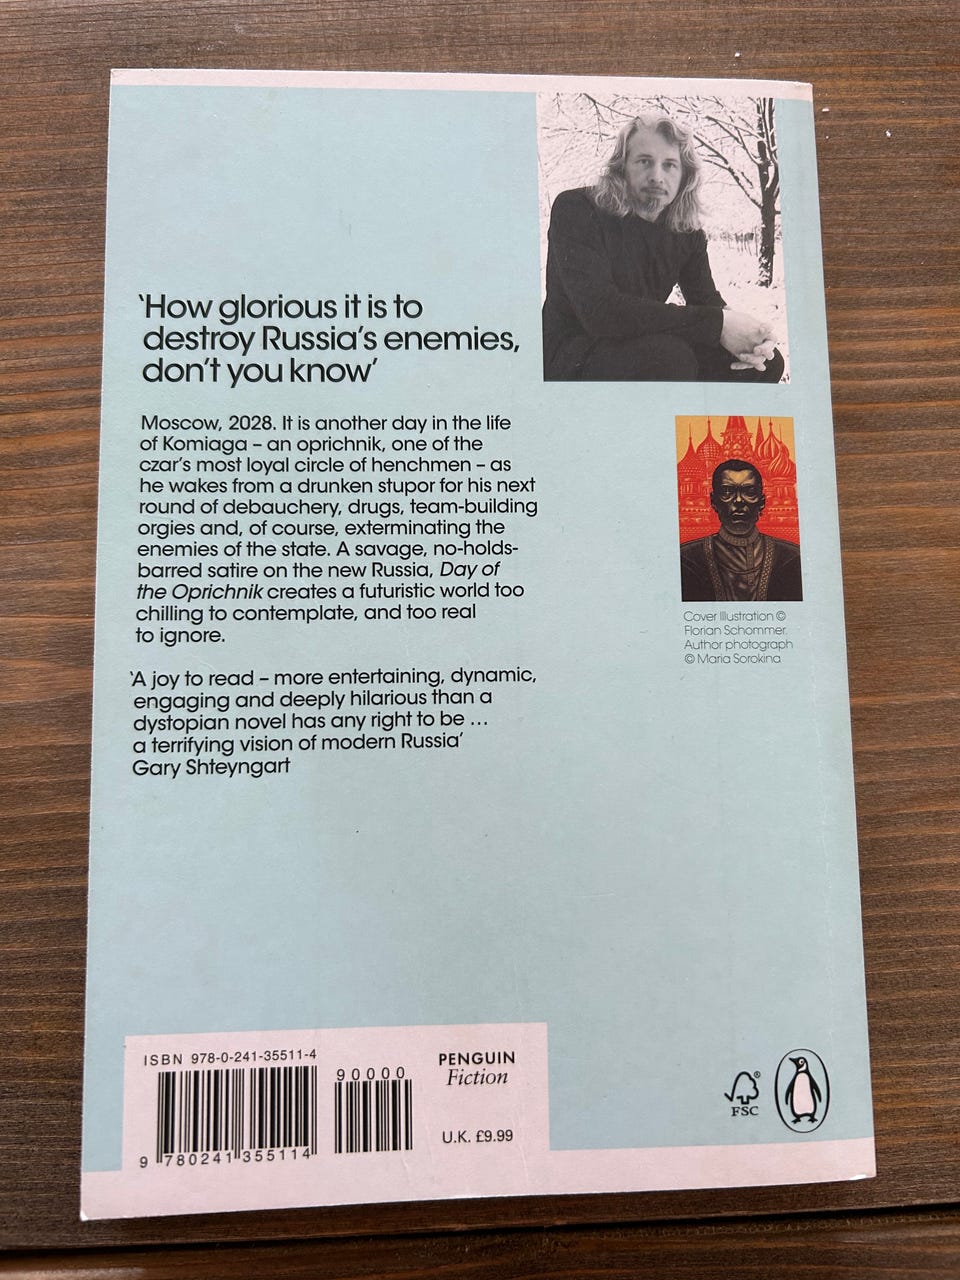 ‘How glorious it is to
destroy Russia’s enemies,
don’t you know’
Moscow, 2028. It is another day in the life
of Komiaga – an oprichnik, one of the
czar’s most loyal circle of henchmen – as
he wakes from a drunken stupor for his next
round of debauchery, drugs, team-building
orgies and, of course, exterminating the
enemies of the state. A savage, no-holds-
barred satire on the new Russia, Day of
the Oprichnik creates a futuristic world too
chilling to contemplate, and too real
to ignore.
‘A joy to read – more entertaining, dynamic,
engaging and deeply hilarious than a
dystopian novel has any right to be ...
a terrifying vision of modern Russia’
Gary Shteyngart
Cover Illustration ©
Florian Schommer.
Author photograph
© Maria Sorokina
ISBN 978-0-241-35511-4
90000
9 780241 355114
PENGUIN
Fiction
U.K. £9.99
®
FSC